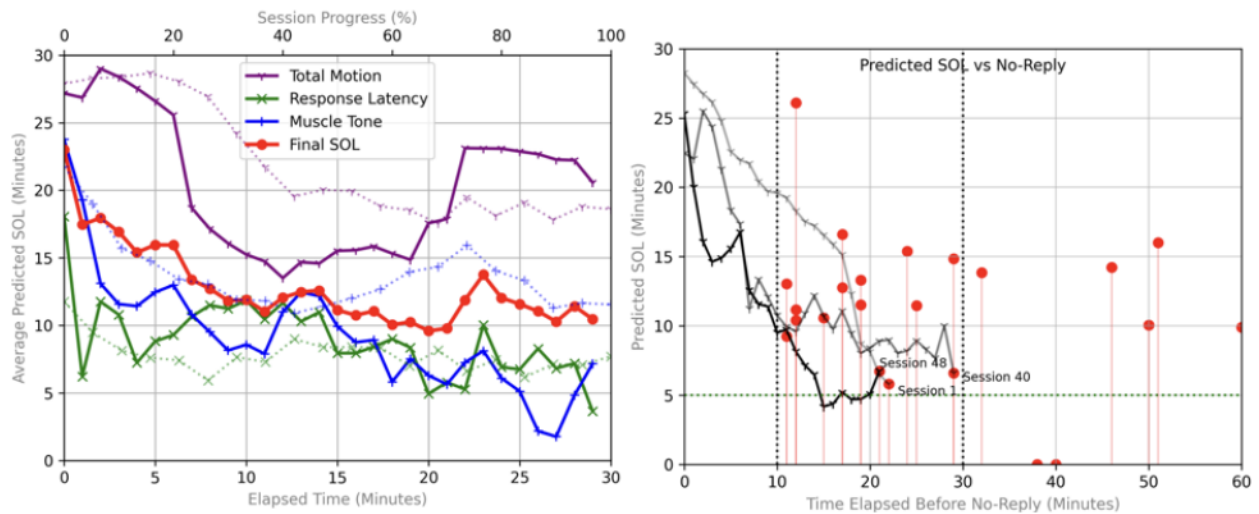 Session Progress (%)
0 20 40 60 80 100
30
25
20
15
10
5
0
Average Predicted SOL (Minutes)
Total Motion
Response Latency
Muscle Tone
Final SOL
0 5 10 15 20 25 30
Elapsed Time (Minutes)
30
25
20
15
10
5
0
Predicted SOL (Minutes)
Predicted SOL vs No-Reply
Session 48
Session 40
Session 1
0 10 20 30 40 50 60
Time Elapsed Before No-Reply (Minutes)